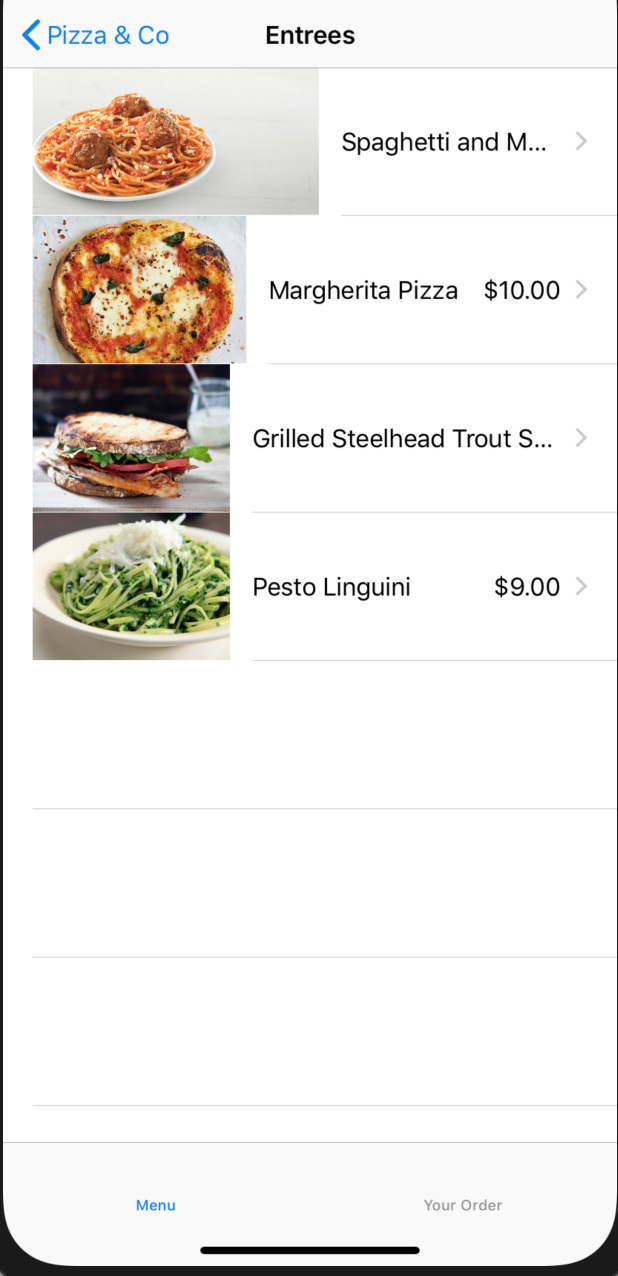 Pizza & Co
Entrees
Spaghetti and M...
Margherita Pizza $10.00
Grilled Steelhead Trout S...
Pesto Linguini $9.00
Menu
Your Order